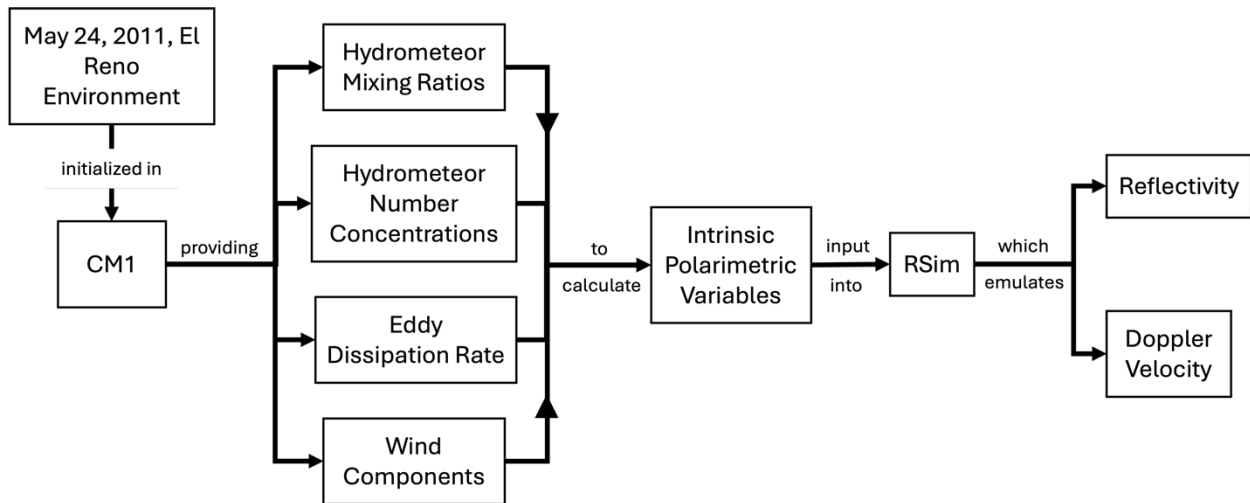 May 24, 2011, El
Reno
Environment
initialized in
CM1
providing
Hydrometeor
Mixing Ratios
Hydrometeor
Number
Concentrations
Eddy
Dissipation Rate
Wind
Components
to
calculate
Intrinsic
Polarimetric
Variables
input
into
RSim
which
emulates
Reflectivity
Doppler
Velocity